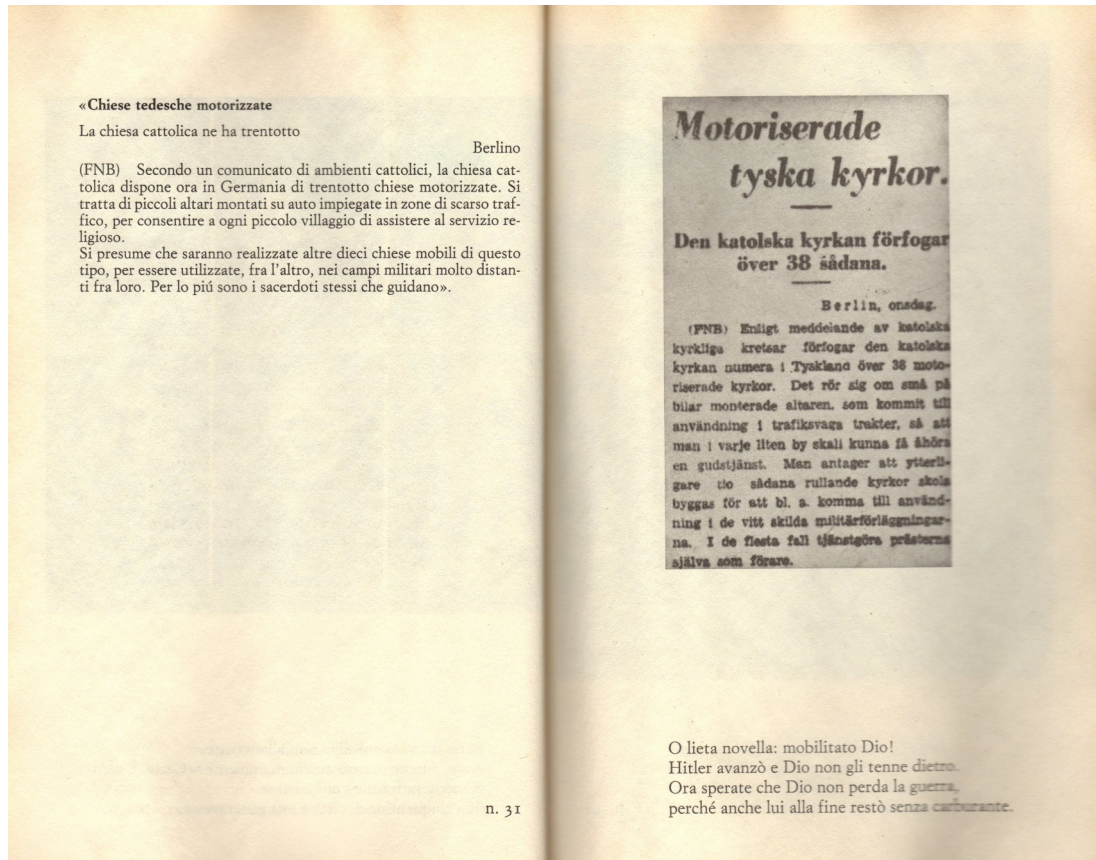 «Chiese tedesche motorizzate
La chiesa cattolica ne ha trentotto
Berlino
(FNB) Secondo un comunicato di ambienti cattolici, la chiesa cat-
tolica dispone ora in Germania di trentotto chiese motorizzate. Si
tratta di piccoli altari montati su auto impiegate in zone di scarso traf-
fico, per consentire a ogni piccolo villaggio di assistere al servizio re-
ligioso.
Si presume che saranno realizzate altre dieci chiese mobili di questo
tipo, per essere utilizzate, fra l'altro, nei campi militari molto distan-
ti fra loro. Per lo piú sono i sacerdoti stessi che guidano».
n. 31
Motoriserade
tyska kyrkor.
Den katolska kyrkan förfogar
över 38 sådana.
Berlin, onsdag.
(FNB) Enligt meddelande av katolska
kyrkliga kretsar förfogar den katolska
kyrkan numera i Tyskland över 38 moto-
riserade kyrkor. Det rör sig om små på
bilar monterade altaren, som kommit till
användning i trafiksvaga trakter, så att
man i varje liten by skall kunna få åhöra
en gudstjänst. Man antager att ytterli-
gare tio sådana rullande kyrkor skola
byggas för att bl. a. komma till använd-
ning i de vitt skilda militärförläggningar-
na. I de flesta fall tjänstgöra prästerna
själva som förare.
O lieta novella: mobilitato Dio!
Hitler avanzò e Dio non gli tenne dietro.
Ora sperate che Dio non perda la guerra,
perché anche lui alla fine restò senza carburante.